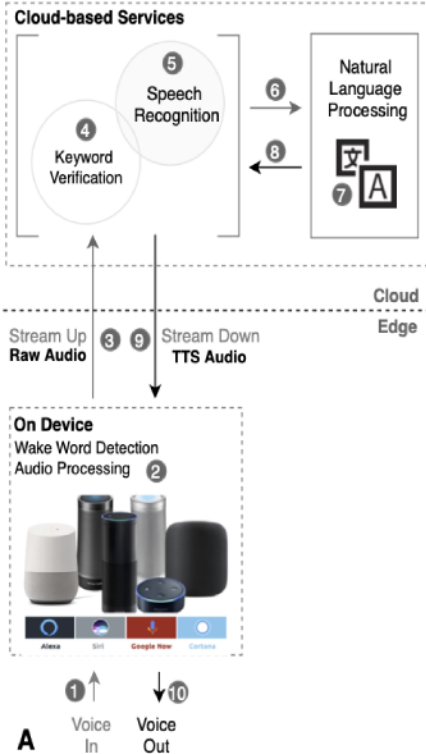 Cloud-based Services
5
Speech
Recognition
4
Keyword
Verification
6
8
Natural
Language
Processing
文
A
7
Cloud
Edge
Stream Up
Raw Audio
3
9
Stream Down
TTS Audio
On Device
Wake Word Detection
Audio Processing
2
Alexa
Siri
Google Now
Cortana
1
10
Voice
In
Voice
Out
A